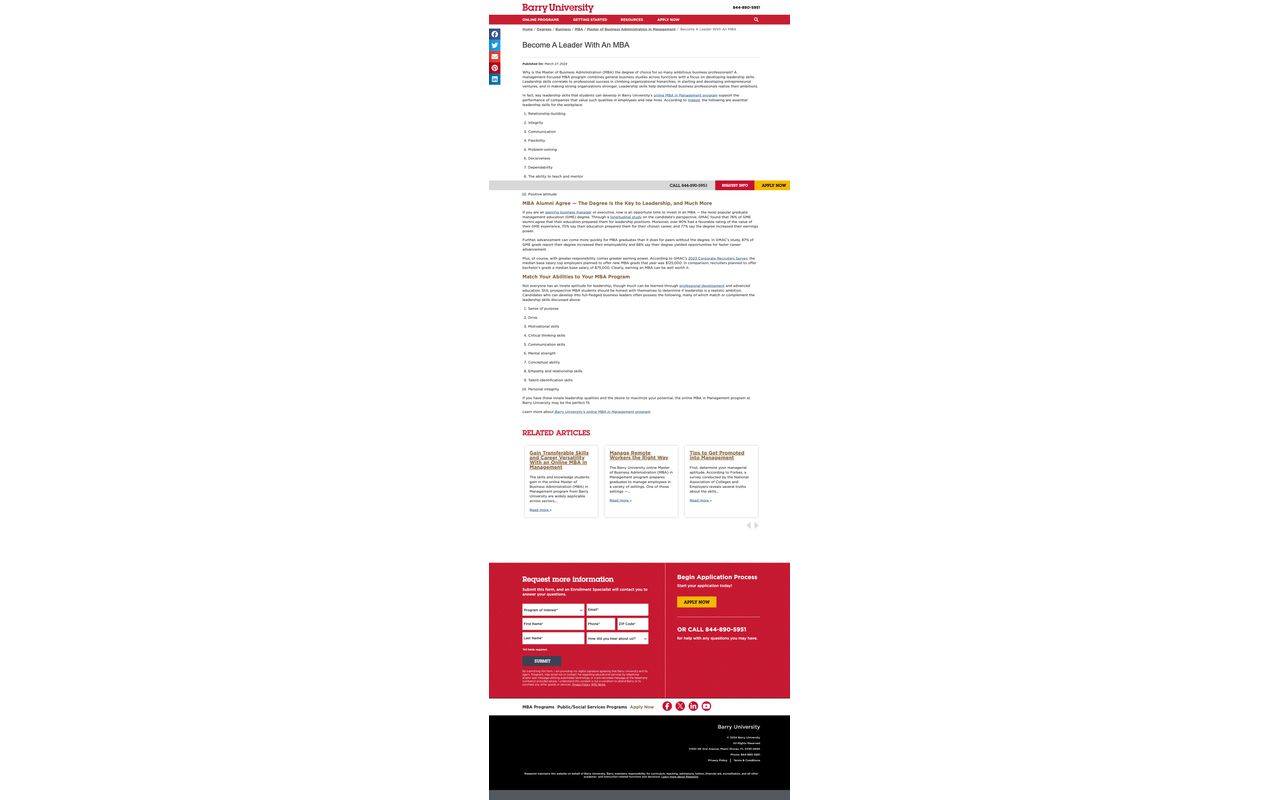 Barry University
844-890-5951
ONLINE PROGRAMS GETTING STARTED RESOURCES APPLY NOW
Home / Degrees / Business / MBA / Master of Business Administration in Management / Become A Leader With An MBA
Become A Leader With An MBA
Published On: March 27, 2024
Why is the Master of Business Administration (MBA) the degree of choice for so many ambitious business professionals? A
management-focused MBA program combines general business studies across functions with a focus on developing leadership skills.
Leadership skills correlate to professional success in climbing organizational hierarchies, in starting and developing entrepreneurial
ventures, and in making strong organizations stronger. Leadership skills help determined business professionals realize their ambitions.
In fact, key leadership skills that students can develop in Barry University's online MBA in Management program support the
performance of companies that value such qualities in employees and new hires. According to Indeed, the following are essential
leadership skills for the workplace:
1. Relationship-building
2. Integrity
3. Communication
4. Flexibility
5. Problem-solving
6. Decisiveness
7. Dependability
8. The ability to teach and mentor
CALL 844-890-5951 REQUEST INFO APPLY NOW
10. Positive attitude
MBA Alumni Agree — The Degree Is the Key to Leadership, and Much More
If you are an aspiring business manager or executive, now is an opportune time to invest in an MBA — the most popular graduate
management education (GME) degree. Through a longitudinal study on the candidate's perspective, GMAC found that 76% of GME
alumni agree that their education prepared them for leadership positions. Moreover, over 90% had a favorable rating of the value of
their GME experience, 73% say their education prepared them for their chosen career, and 77% say the degree increased their earnings
power.
Further advancement can come more quickly for MBA graduates than it does for peers without the degree. In GMAC's study, 87% of
GME grads report their degree increased their employability and 64% say their degree yielded opportunities for faster career
advancement.
Plus, of course, with greater responsibility comes greater earning power. According to GMAC's 2023 Corporate Recruiters Survey, the
median base salary top employers planned to offer new MBA grads that year was $125,000. In comparison, recruiters planned to offer
bachelor's grads a median base salary of $75,000. Clearly, earning an MBA can be well worth it.
Match Your Abilities to Your MBA Program
Not everyone has an innate aptitude for leadership, though much can be learned through professional development and advanced
education. Still, prospective MBA students should be honest with themselves to determine if leadership is a realistic ambition.
Candidates who can develop into full-fledged business leaders often possess the following, many of which match or complement the
leadership skills discussed above:
1. Sense of purpose
2. Drive
3. Motivational skills
4. Critical thinking skills
5. Communication skills
6. Mental strength
7. Conceptual ability
8. Empathy and relationship skills
9. Talent-identification skills
10. Personal integrity
If you have these innate leadership qualities and the desire to maximize your potential, the online MBA in Management program at
Barry University may be the perfect fit.
Learn more about Barry University's online MBA in Management program.
RELATED ARTICLES
Gain Transferable Skills
and Career Versatility
With an Online MBA in
Management
The skills and knowledge students
gain in the online Master of
Business Administration (MBA) in
Management program from Barry
University are widely applicable
across sectors,...
Read more »
Manage Remote
Workers the Right Way
The Barry University online Master
of Business Administration (MBA) in
Management program prepares
graduates to manage employees in
a variety of settings. One of those
settings —...
Read more »
Tips to Get Promoted
into Management
First, determine your managerial
aptitude. According to Forbes, a
survey conducted by the National
Association of Colleges and
Employers reveals several truths
about the skills...
Read more »
Request more information
Submit this form, and an Enrollment Specialist will contact you to
answer your questions.
Program of Interest* Email*
First Name* Phone* ZIP Code*
Last Name* How did you hear about us?*
*All fields required.
SUBMIT
Begin Application Process
Start your application today!
APPLY NOW
OR CALL 844-890-5951
for help with any questions you may have.
MBA Programs Public/Social Services Programs Apply Now
Barry University
© 2024 Barry University
All Rights Reserved
Phone: 844-890-5951
Privacy Policy | Terms & Conditions